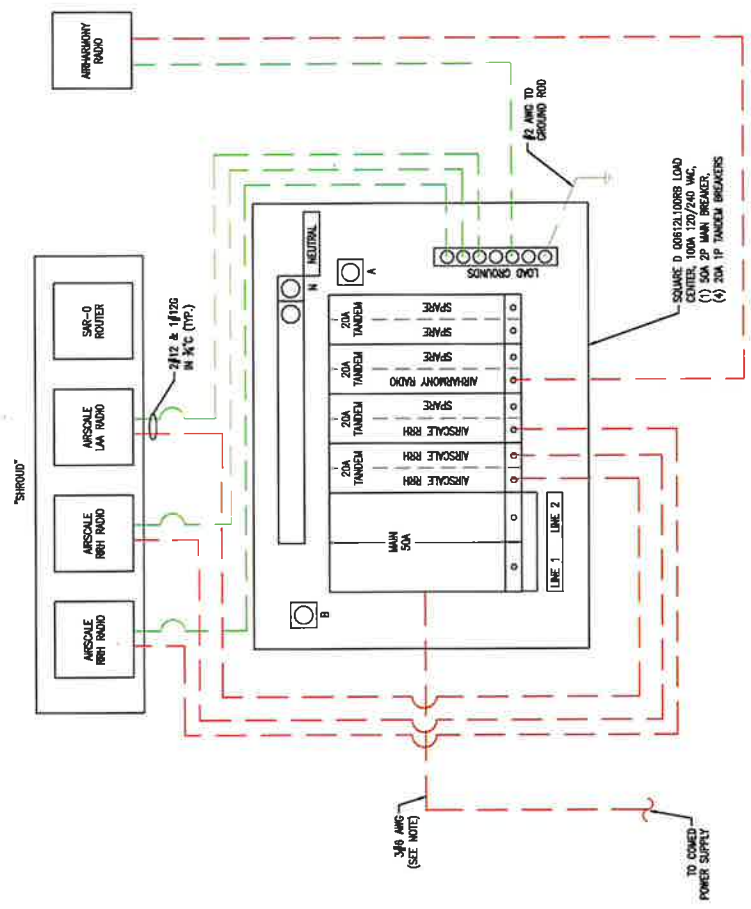 AIRHARMONY
RADIO
"SHROUD"
SAR-O
ROUTER
AIRSCALE
LAA RADIO
AIRSCALE
RRH RADIO
AIRSCALE
RRH RADIO
2#12 & 1#12G
IN ¾"C (TYP.)
#2 AWG TO
GROUND ROD
NEUTRAL
N
A
B
LOAD GROUNDS
20A
TANDEM
SPARE
SPARE
20A
TANDEM
SPARE
AIRHARMONY RADIO
20A
TANDEM
SPARE
AIRSCALE RRH
20A
TANDEM
AIRSCALE RRH
AIRSCALE RRH
MAIN
50A
LINE 1
LINE 2
SQUARE D QO612L100RB LOAD
CENTER, 100A 120/240 VAC,
(1) 50A 2P MAIN BREAKER,
(4) 20A 1P TANDEM BREAKERS
3#6 AWG
(SEE NOTE)
TO COMED
POWER SUPPLY